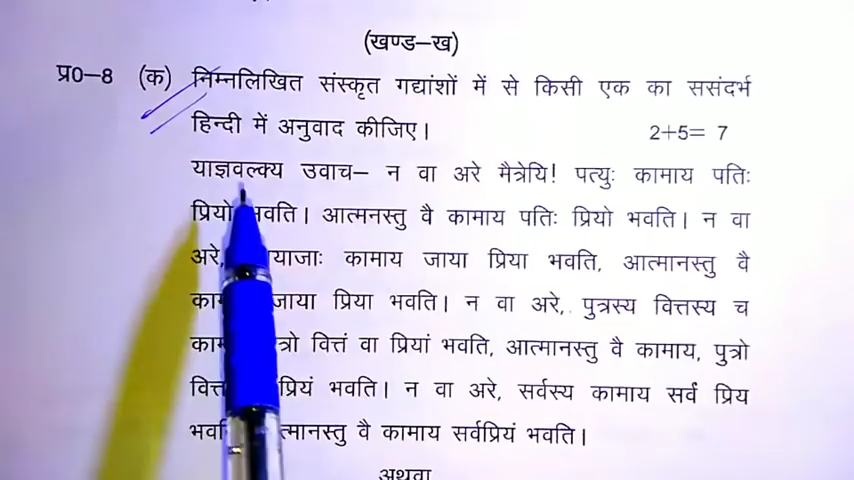 (खण्ड–ख)
प्र0–8 (क) निम्नलिखित संस्कृत गद्यांशों में से किसी एक का ससंदर्भ
हिन्दी में अनुवाद कीजिए। 2+5= 7
याज्ञवल्क्य उवाच– न वा अरे मैत्रेयि! पत्युः कामाय पतिः
प्रियो भवति। आत्मनस्तु वै कामाय पतिः प्रियो भवति। न वा
अरे, कामाय जाया प्रिया भवति, आत्मानस्तु वै
जाया प्रिया भवति। न वा अरे, पुत्रस्य वित्तस्य च
वित्तं वा प्रियां भवति, आत्मानस्तु वै कामाय, पुत्रो
प्रियं भवति। न वा अरे, सर्वस्य कामाय सर्वं प्रिय
वै कामाय सर्वप्रियं भवति।
अथवा